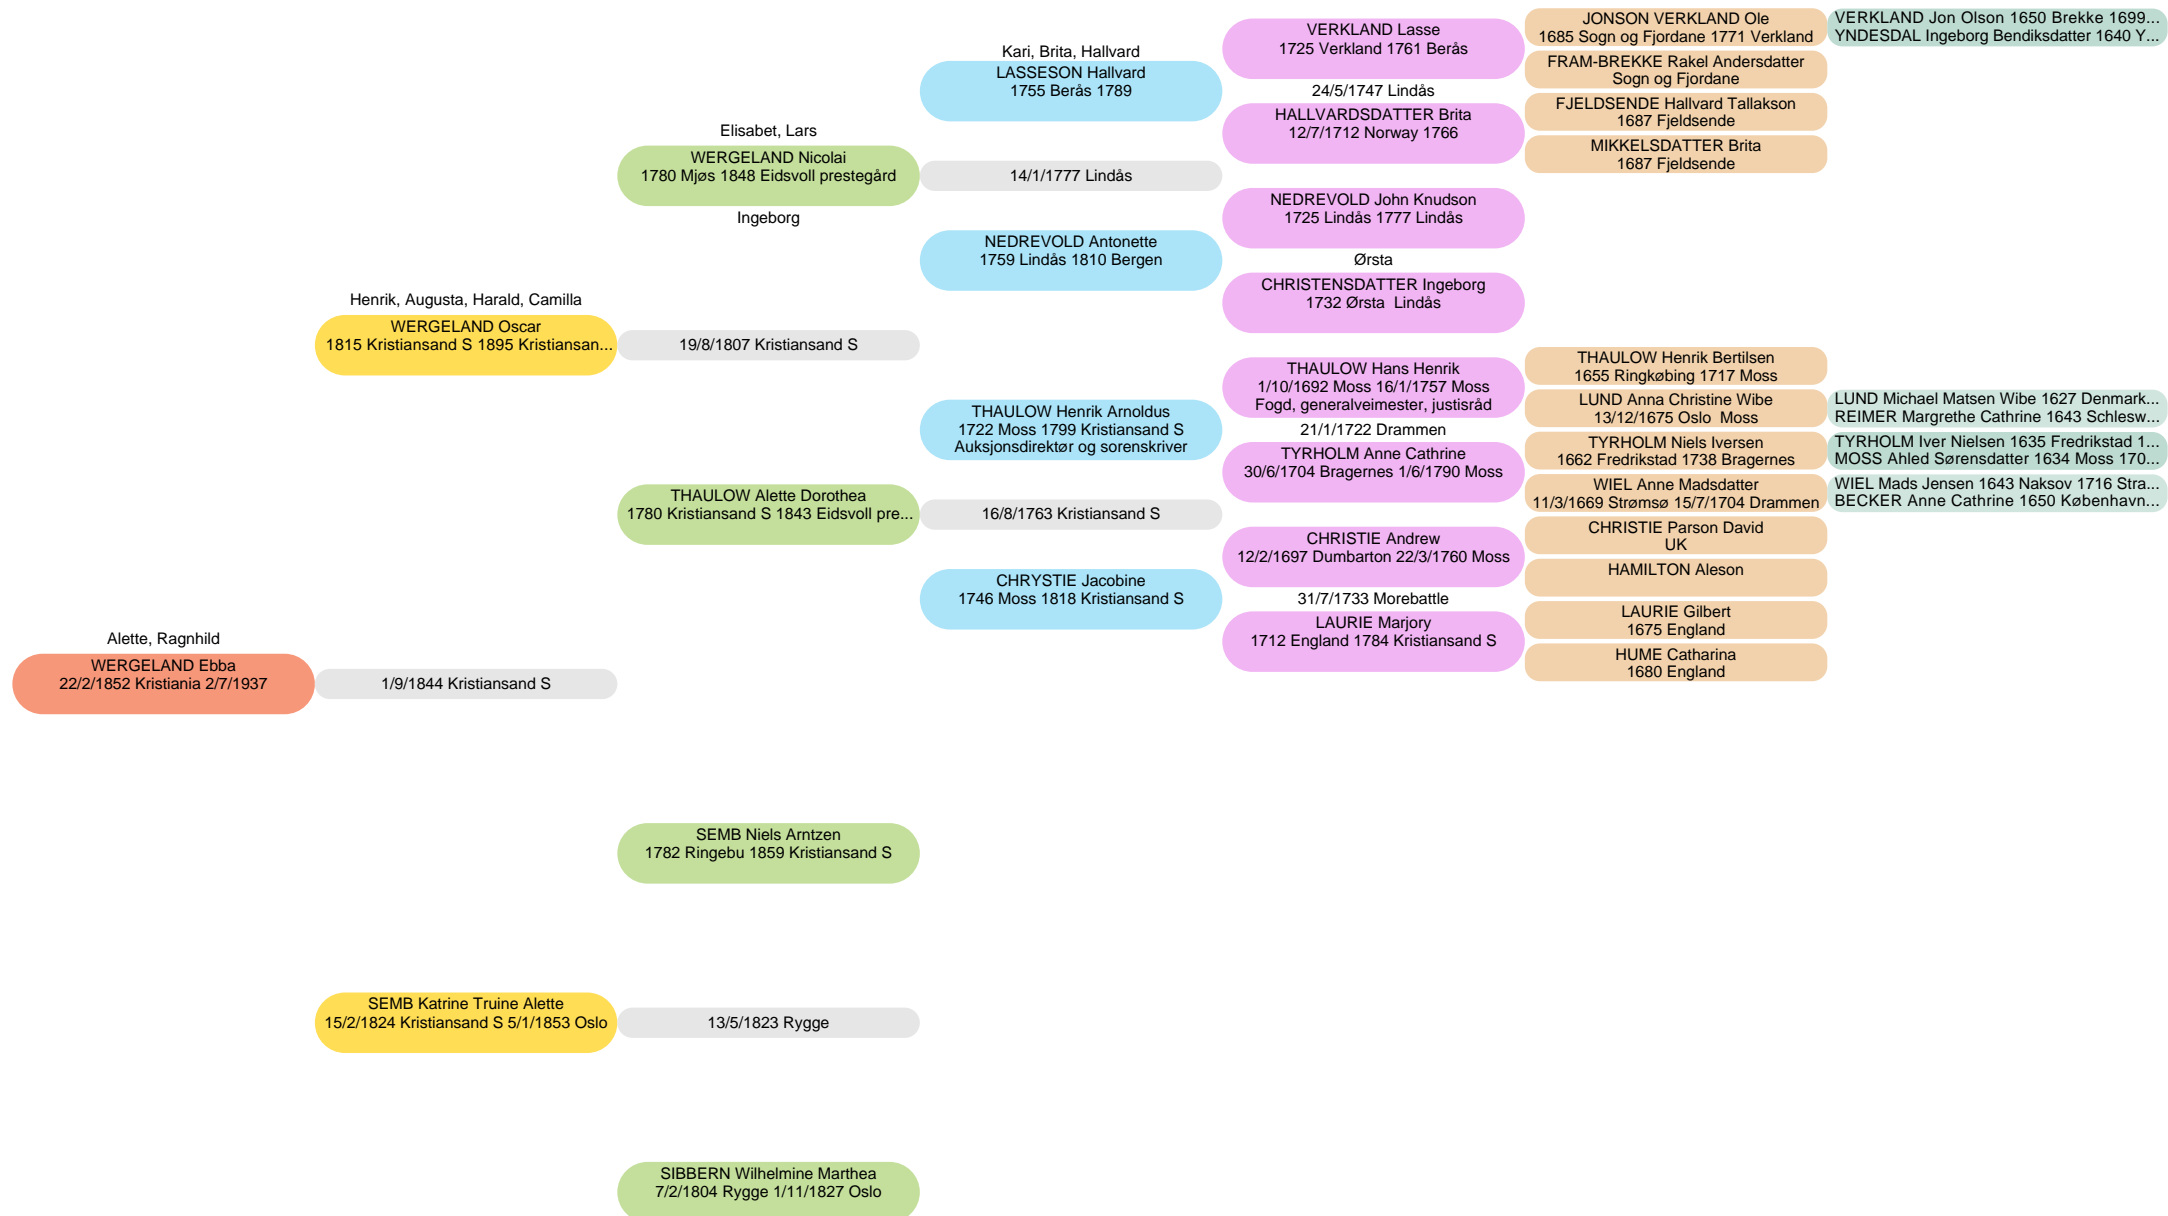 Alette, Ragnhild
WERGELAND Ebba
22/2/1852 Kristiania 2/7/1937
Henrik, Augusta, Harald, Camilla
WERGELAND Oscar
1815 Kristiansand S 1895 Kristiansan...
1/9/1844 Kristiansand S
SEMB Katrine Truine Alette
15/2/1824 Kristiansand S 5/1/1853 Oslo
Elisabet, Lars
WERGELAND Nicolai
1780 Mjøs 1848 Eidsvoll prestegård
Ingeborg
19/8/1807 Kristiansand S
THAULOW Alette Dorothea
1780 Kristiansand S 1843 Eidsvoll pre...
SEMB Niels Arntzen
1782 Ringebu 1859 Kristiansand S
13/5/1823 Rygge
SIBBERN Wilhelmine Marthea
7/2/1804 Rygge 1/11/1827 Oslo
Kari, Brita, Hallvard
LASSESON Hallvard
1755 Berås 1789
14/1/1777 Lindås
NEDREVOLD Antonette
1759 Lindås 1810 Bergen
THAULOW Henrik Arnoldus
1722 Moss 1799 Kristiansand S
Auksjonsdirektør og sorenskriver
16/8/1763 Kristiansand S
CHRYSTIE Jacobine
1746 Moss 1818 Kristiansand S
VERKLAND Lasse
1725 Verkland 1761 Berås
24/5/1747 Lindås
HALLVARDSDATTER Brita
12/7/1712 Norway 1766
NEDREVOLD John Knudson
1725 Lindås 1777 Lindås
Ørsta
CHRISTENSDATTER Ingeborg
1732 Ørsta Lindås
THAULOW Hans Henrik
1/10/1692 Moss 16/1/1757 Moss
Fogd, generalveimester, justisråd
21/1/1722 Drammen
TYRHOLM Anne Cathrine
30/6/1704 Bragernes 1/6/1790 Moss
CHRISTIE Andrew
12/2/1697 Dumbarton 22/3/1760 Moss
31/7/1733 Morebattle
LAURIE Marjory
1712 England 1784 Kristiansand S
JONSON VERKLAND Ole
1685 Sogn og Fjordane 1771 Verkland
FRAM-BREKKE Rakel Andersdatter
Sogn og Fjordane
FJELDSENDE Hallvard Tallakson
1687 Fjeldsende
MIKKELSDATTER Brita
1687 Fjeldsende
THAULOW Henrik Bertilsen
1655 Ringkøbing 1717 Moss
LUND Anna Christine Wibe
13/12/1675 Oslo Moss
TYRHOLM Niels Iversen
1662 Fredrikstad 1738 Bragernes
WIEL Anne Madsdatter
11/3/1669 Strømsø 15/7/1704 Drammen
CHRISTIE Parson David
UK
HAMILTON Aleson
LAURIE Gilbert
1675 England
HUME Catharina
1680 England
VERKLAND Jon Olson 1650 Brekke 1699...
YNDESDAL Ingeborg Bendiksdatter 1640 Y...
LUND Michael Matsen Wibe 1627 Denmark...
REIMER Margrethe Cathrine 1643 Schlesw...
TYRHOLM Iver Nielsen 1635 Fredrikstad 1...
MOSS Ahled Sørensdatter 1634 Moss 170...
WIEL Mads Jensen 1643 Naksov 1716 Stra...
BECKER Anne Cathrine 1650 København...